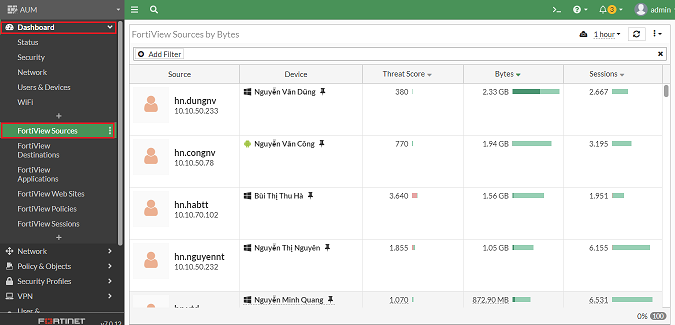 AUM
admin
3
Dashboard
Status
Security
Network
Users & Devices
WiFi
FortiView Sources
FortiView
Destinations
FortiView
Applications
FortiView Web Sites
FortiView Policies
FortiView Sessions
Network
Policy & Objects
Security Profiles
VPN
User &
FORTINET
v7.0.12
FortiView Sources by Bytes
1 hour
Add Filter
Source Device Threat Score Bytes Sessions
hn.dungnv
10.10.50.233
Nguyễn Văn Dũng 380 2.33 GB 2,667
hn.congnv
10.10.50.78
Nguyễn Văn Công 770 1.94 GB 3,195
hn.habtt
10.10.70.102
Bùi Thị Thu Hà 3,640 1.56 GB 1,951
hn.nguyennt
10.10.50.232
Nguyễn Thị Nguyên 1,855 1.05 GB 6,155
Nguyễn Minh Quang 1,070 872.90 MB 6,531
0% 100